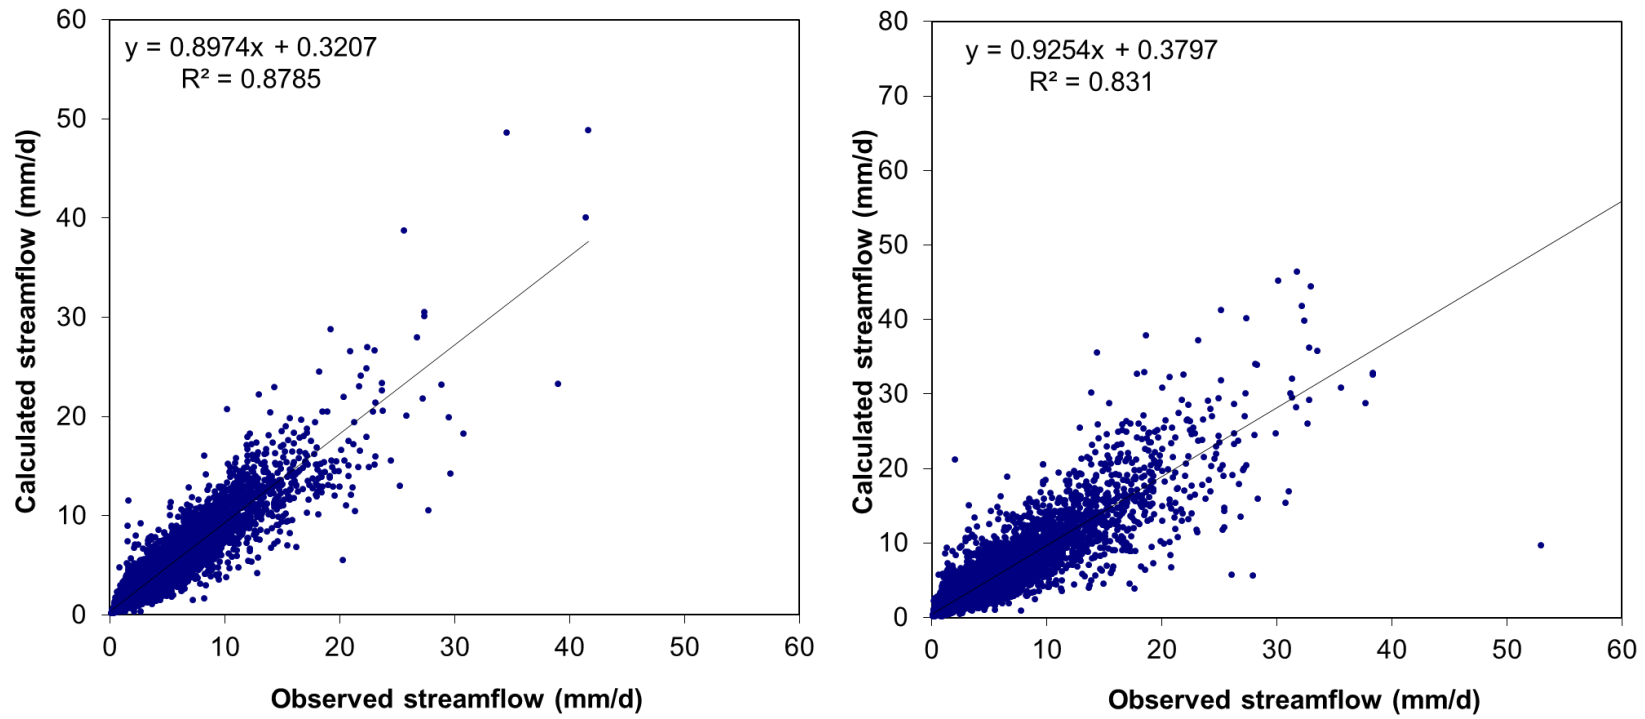 y = 0.8974x + 0.3207
R² = 0.8785
Calculated streamflow (mm/d)
60
50
40
30
20
10
0
0 10 20 30 40 50 60
Observed streamflow (mm/d)
y = 0.9254x + 0.3797
R² = 0.831
Calculated streamflow (mm/d)
80
70
60
50
40
30
20
10
0
0 10 20 30 40 50 60
Observed streamflow (mm/d)